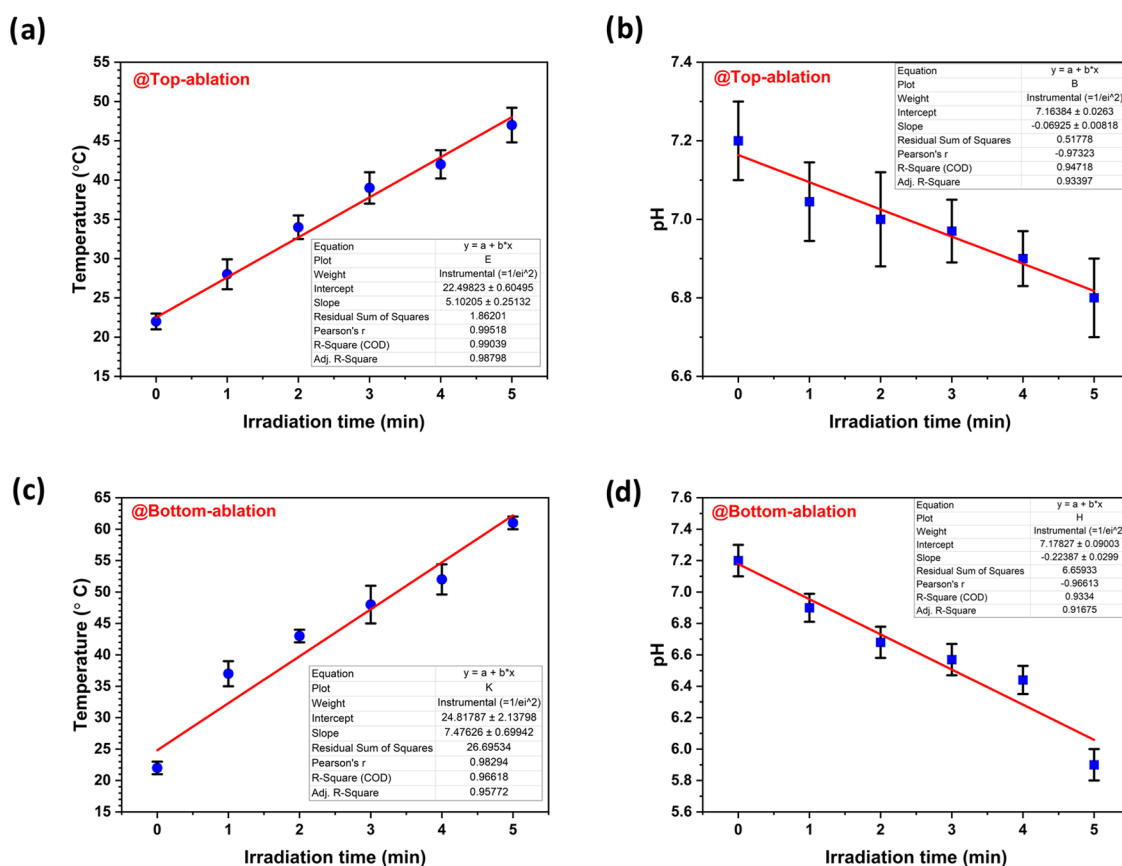 (a)
@Top-ablation
Temperature (°C)
55
50
45
40
35
30
25
20
15
0 1 2 3 4 5
Irradiation time (min)
Equation y = a + b*x
Plot E
Weight Instrumental (=1/ei^2)
Intercept 22.49823 ± 0.60495
Slope 5.10205 ± 0.25132
Residual Sum of Squares 1.86201
Pearson's r 0.99518
R-Square (COD) 0.99039
Adj. R-Square 0.98798
(b)
@Top-ablation
pH
7.4
7.2
7.0
6.8
6.6
0 1 2 3 4 5
Irradiation time (min)
Equation y = a + b*x
Plot B
Weight Instrumental (=1/ei^2)
Intercept 7.16384 ± 0.0263
Slope -0.06925 ± 0.00818
Residual Sum of Squares 0.51778
Pearson's r -0.97323
R-Square (COD) 0.94718
Adj. R-Square 0.93397
(c)
@Bottom-ablation
Temperature (° C)
65
60
55
50
45
40
35
30
25
20
15
0 1 2 3 4 5
Irradiation time (min)
Equation y = a + b*x
Plot K
Weight Instrumental (=1/ei^2)
Intercept 24.81787 ± 2.13798
Slope 7.47626 ± 0.69942
Residual Sum of Squares 26.69534
Pearson's r 0.98294
R-Square (COD) 0.96618
Adj. R-Square 0.95772
(d)
@Bottom-ablation
pH
7.6
7.4
7.2
7.0
6.8
6.6
6.4
6.2
6.0
5.8
5.6
0 1 2 3 4 5
Irradiation time (min)
Equation y = a + b*x
Plot H
Weight Instrumental (=1/ei^2
Intercept 7.17827 ± 0.09003
Slope -0.22387 ± 0.0299
Residual Sum of Squares 6.65933
Pearson's r -0.96613
R-Square (COD) 0.9334
Adj. R-Square 0.91675